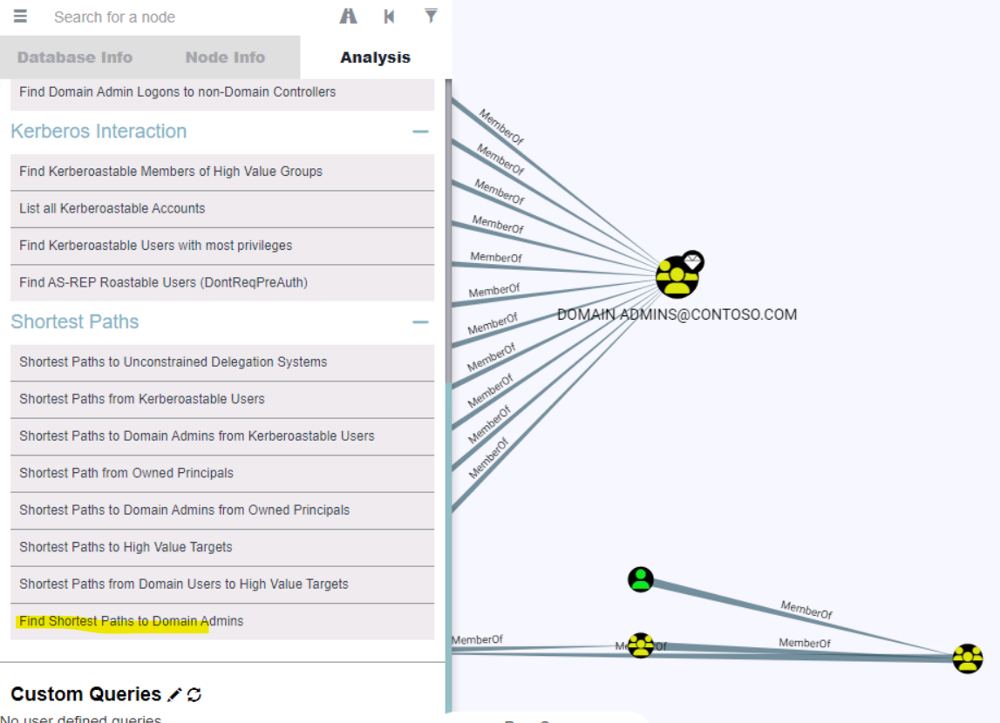 Search for a node
Database Info Node Info Analysis
Find Domain Admin Logons to non-Domain Controllers
Kerberos Interaction
Find Kerberoastable Members of High Value Groups
List all Kerberoastable Accounts
Find Kerberoastable Users with most privileges
Find AS-REP Roastable Users (DontReqPreAuth)
Shortest Paths
Shortest Paths to Unconstrained Delegation Systems
Shortest Paths from Kerberoastable Users
Shortest Paths to Domain Admins from Kerberoastable Users
Shortest Path from Owned Principals
Shortest Paths to Domain Admins from Owned Principals
Shortest Paths to High Value Targets
Shortest Paths from Domain Users to High Value Targets
Find Shortest Paths to Domain Admins
Custom Queries
No user defined queries
MemberOf
MemberOf
MemberOf
MemberOf
MemberOf
MemberOf
MemberOf
MemberOf
MemberOf
MemberOf
MemberOf
DOMAIN ADMINS@CONTOSO.COM
MemberOf
MemberOf
MemberOf